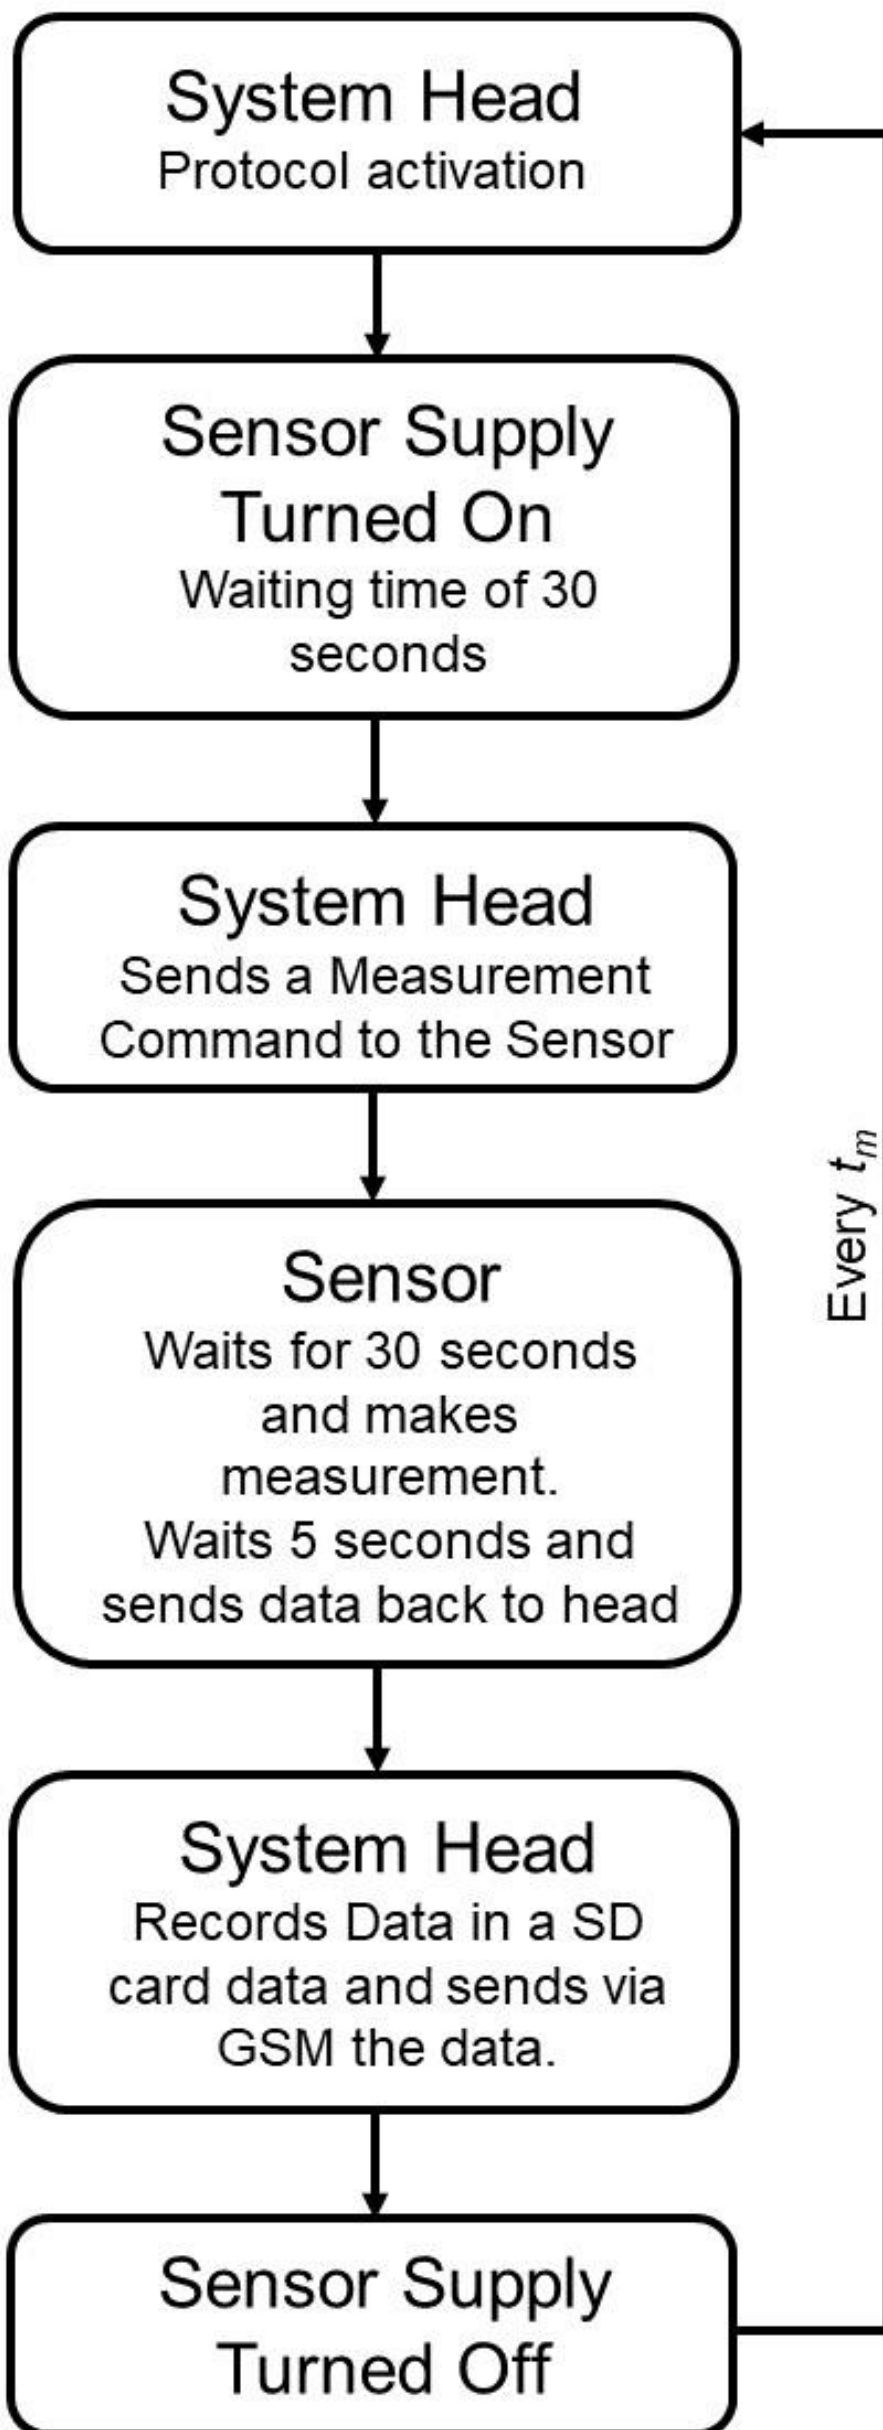 System Head
Protocol activation
Sensor Supply
Turned On
Waiting time of 30
seconds
System Head
Sends a Measurement
Command to the Sensor
Every tm
Sensor
Waits for 30 seconds
and makes
measurement.
Waits 5 seconds and
sends data back to head
System Head
Records Data in a SD
card data and sends via
GSM the data.
Sensor Supply
Turned Off